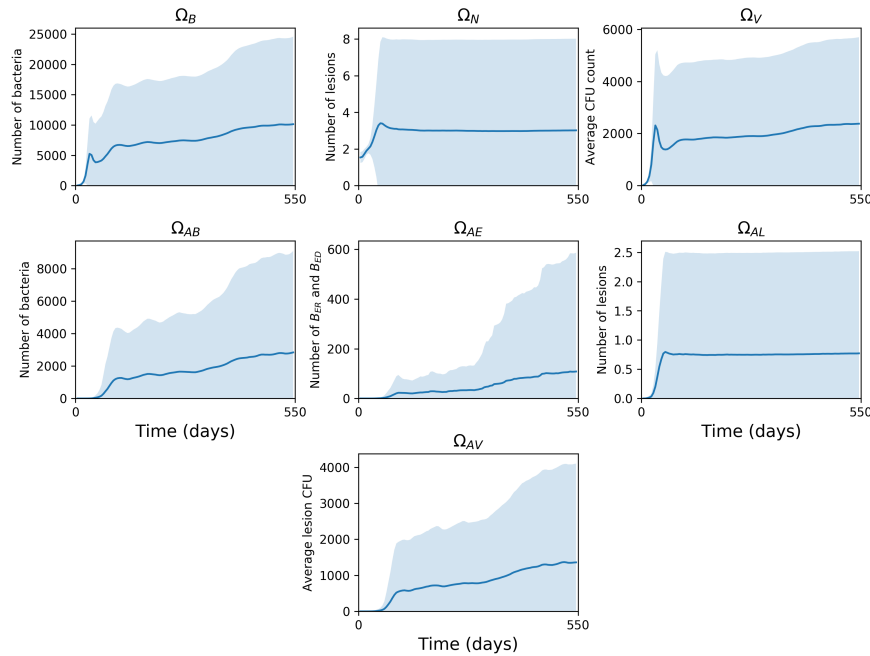 Ω_B
Number of bacteria
25000
20000
15000
10000
5000
0
0
550
Ω_N
Number of lesions
8
6
4
2
0
0
550
Ω_V
Average CFU count
6000
4000
2000
0
0
550
Ω_AB
Number of bacteria
8000
6000
4000
2000
0
0
550
Time (days)
Ω_AE
Number of B_ER and B_ED
600
400
200
0
0
550
Ω_AL
Number of lesions
2.5
2.0
1.5
1.0
0.5
0.0
0
550
Time (days)
Ω_AV
Average lesion CFU
4000
3000
2000
1000
0
0
550
Time (days)